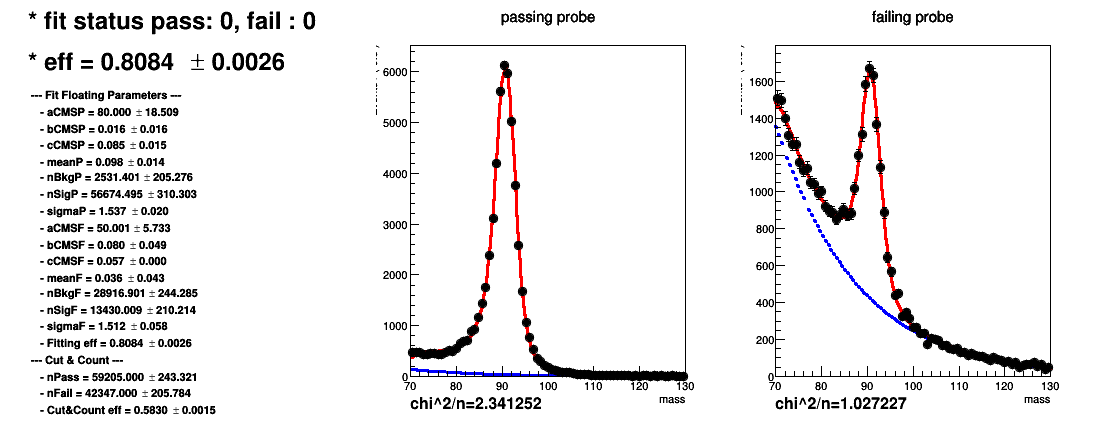 * fit status pass: 0, fail : 0
* eff = 0.8084 ± 0.0026
--- Fit Floating Parameters ---
- aCMSP = 80.000 ± 18.509
- bCMSP = 0.016 ± 0.016
- cCMSP = 0.085 ± 0.015
- meanP = 0.098 ± 0.014
- nBkgP = 2531.401 ± 205.276
- nSigP = 56674.495 ± 310.303
- sigmaP = 1.537 ± 0.020
- aCMSF = 50.001 ± 5.733
- bCMSF = 0.080 ± 0.049
- cCMSF = 0.057 ± 0.000
- meanF = 0.036 ± 0.043
- nBkgF = 28916.901 ± 244.285
- nSigF = 13430.009 ± 210.214
- sigmaF = 1.512 ± 0.058
- Fitting eff = 0.8084 ± 0.0026
--- Cut & Count ---
- nPass = 59205.000 ± 243.321
- nFail = 42347.000 ± 205.784
- Cut&Count eff = 0.5830 ± 0.0015
passing probe
6000
5000
4000
3000
2000
1000
0
70 80 90 100 110 120 130
mass
chi^2/n=2.341252
failing probe
1600
1400
1200
1000
800
600
400
200
0
70 80 90 100 110 120 130
mass
chi^2/n=1.027227